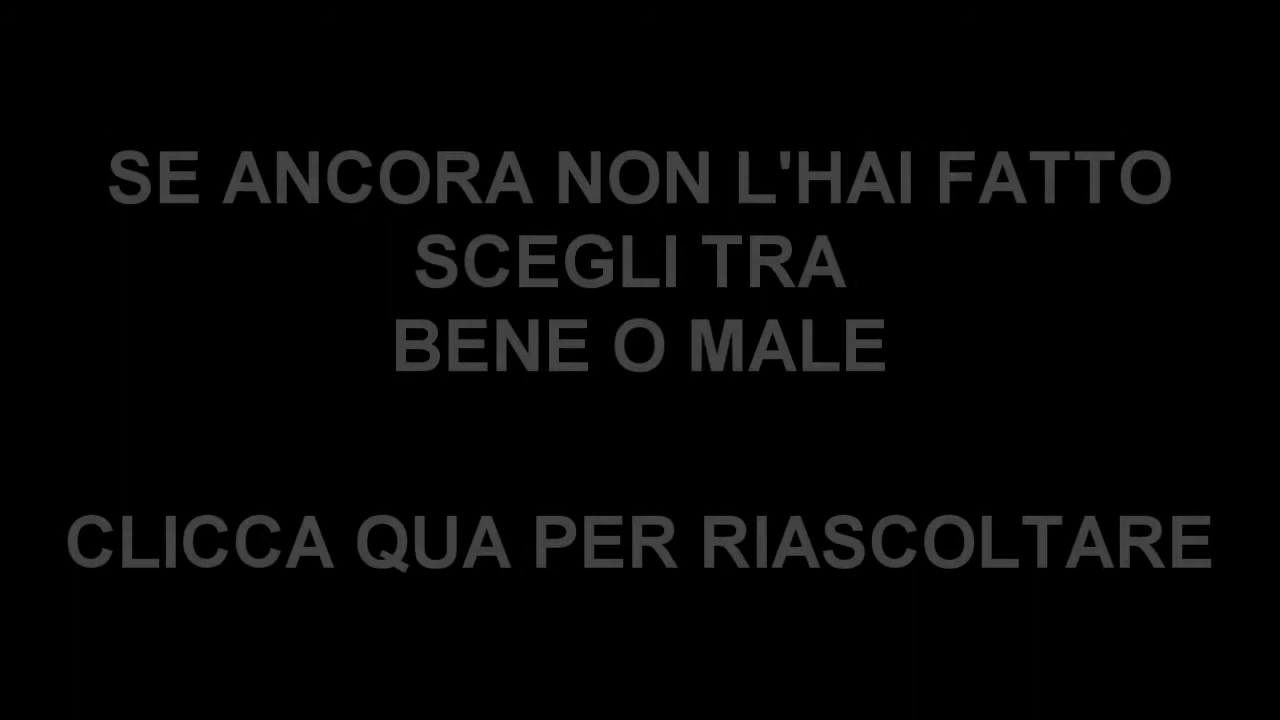 SE ANCORA NON L'HAI FATTO
SCEGLI TRA
BENE O MALE
CLICCA QUA PER RIASCOLTARE